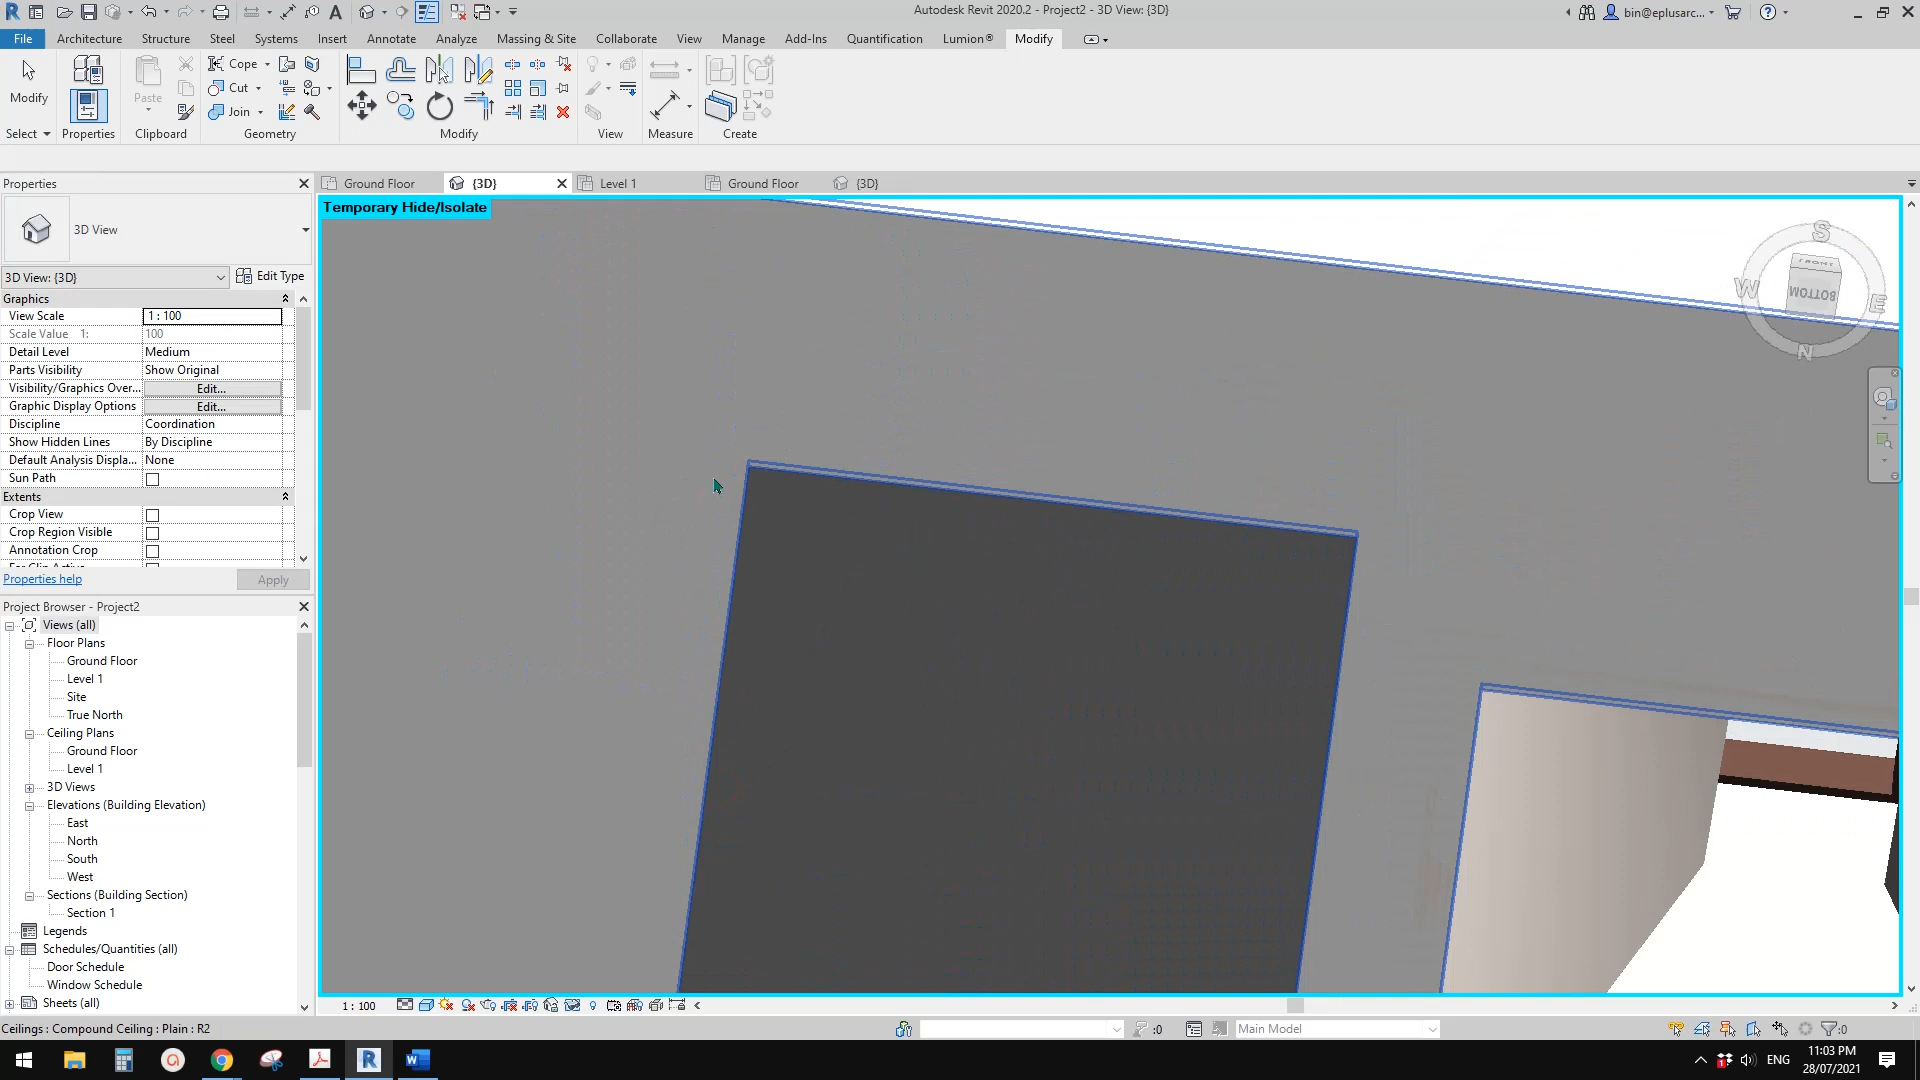 Autodesk Revit 2020.2 - Project2 - 3D View: {3D}
bin@eplusarc...
File
Architecture
Structure
Steel
Systems
Insert
Annotate
Analyze
Massing & Site
Collaborate
View
Manage
Add-Ins
Quantification
Lumion®
Modify
Modify
Paste
Cope
Cut
Join
Select
Properties
Clipboard
Geometry
Modify
View
Measure
Create
Properties
Ground Floor
{3D}
Level 1
Ground Floor
{3D}
3D View
3D View: {3D}
Edit Type
Graphics
View Scale
1 : 100
Scale Value 1:
100
Detail Level
Medium
Parts Visibility
Show Original
Visibility/Graphics Over...
Edit...
Graphic Display Options
Edit...
Discipline
Coordination
Show Hidden Lines
By Discipline
Default Analysis Displa...
None
Sun Path
Extents
Crop View
Crop Region Visible
Annotation Crop
Properties help
Apply
Project Browser - Project2
Views (all)
Floor Plans
Ground Floor
Level 1
Site
True North
Ceiling Plans
Ground Floor
Level 1
3D Views
Elevations (Building Elevation)
East
North
South
West
Sections (Building Section)
Section 1
Legends
Schedules/Quantities (all)
Door Schedule
Window Schedule
Sheets (all)
Temporary Hide/Isolate
S
W
E
N
FRONT
BOTTOM
1 : 100
Ceilings : Compound Ceiling : Plain : R2
:0
Main Model
:0
ENG
11:03 PM
28/07/2021